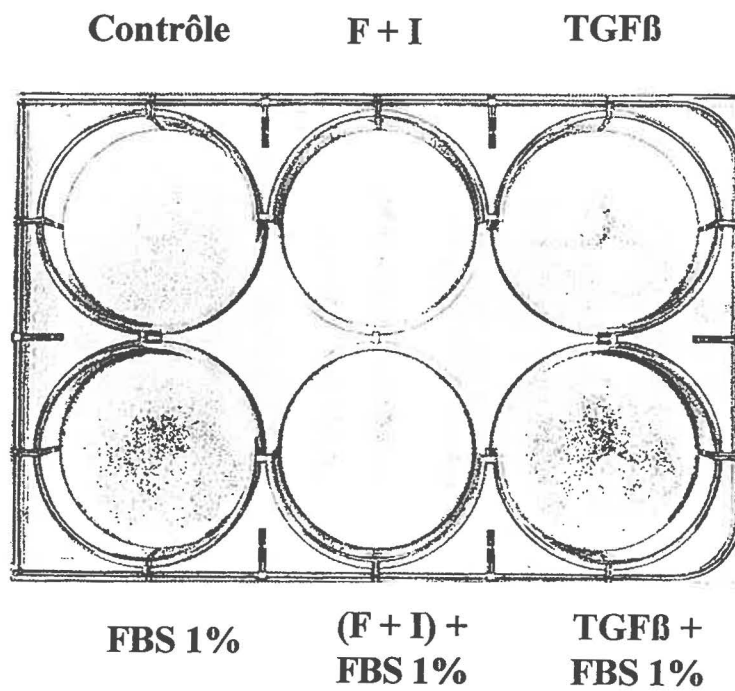 Contrôle F + I TGFß
FBS 1% (F + I) + FBS 1% TGFß + FBS 1%